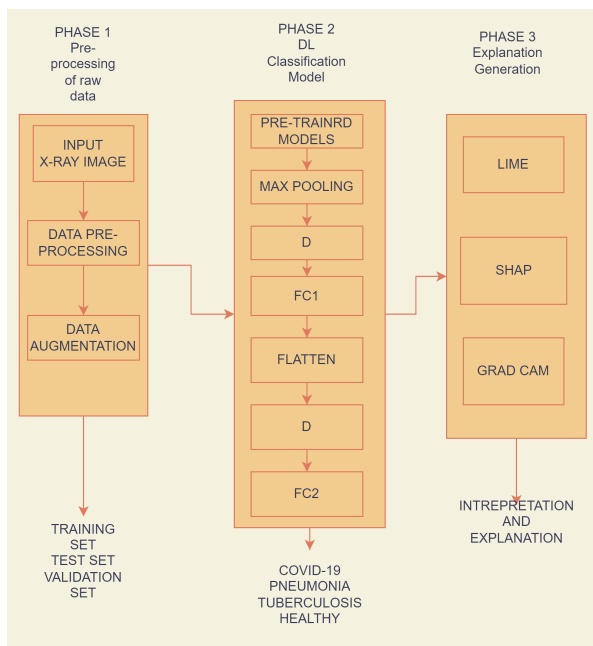 PHASE 1
Pre-
processing
of raw
data
INPUT
X-RAY IMAGE
DATA PRE-
PROCESSING
DATA
AUGMENTATION
TRAINING
SET
TEST SET
VALIDATION
SET
PHASE 2
DL
Classification
Model
PRE-TRAINRD
MODELS
MAX POOLING
D
FC1
FLATTEN
D
FC2
COVID-19
PNEUMONIA
TUBERCULOSIS
HEALTHY
PHASE 3
Explanation
Generation
LIME
SHAP
GRAD CAM
INTREPRETATION
AND
EXPLANATION